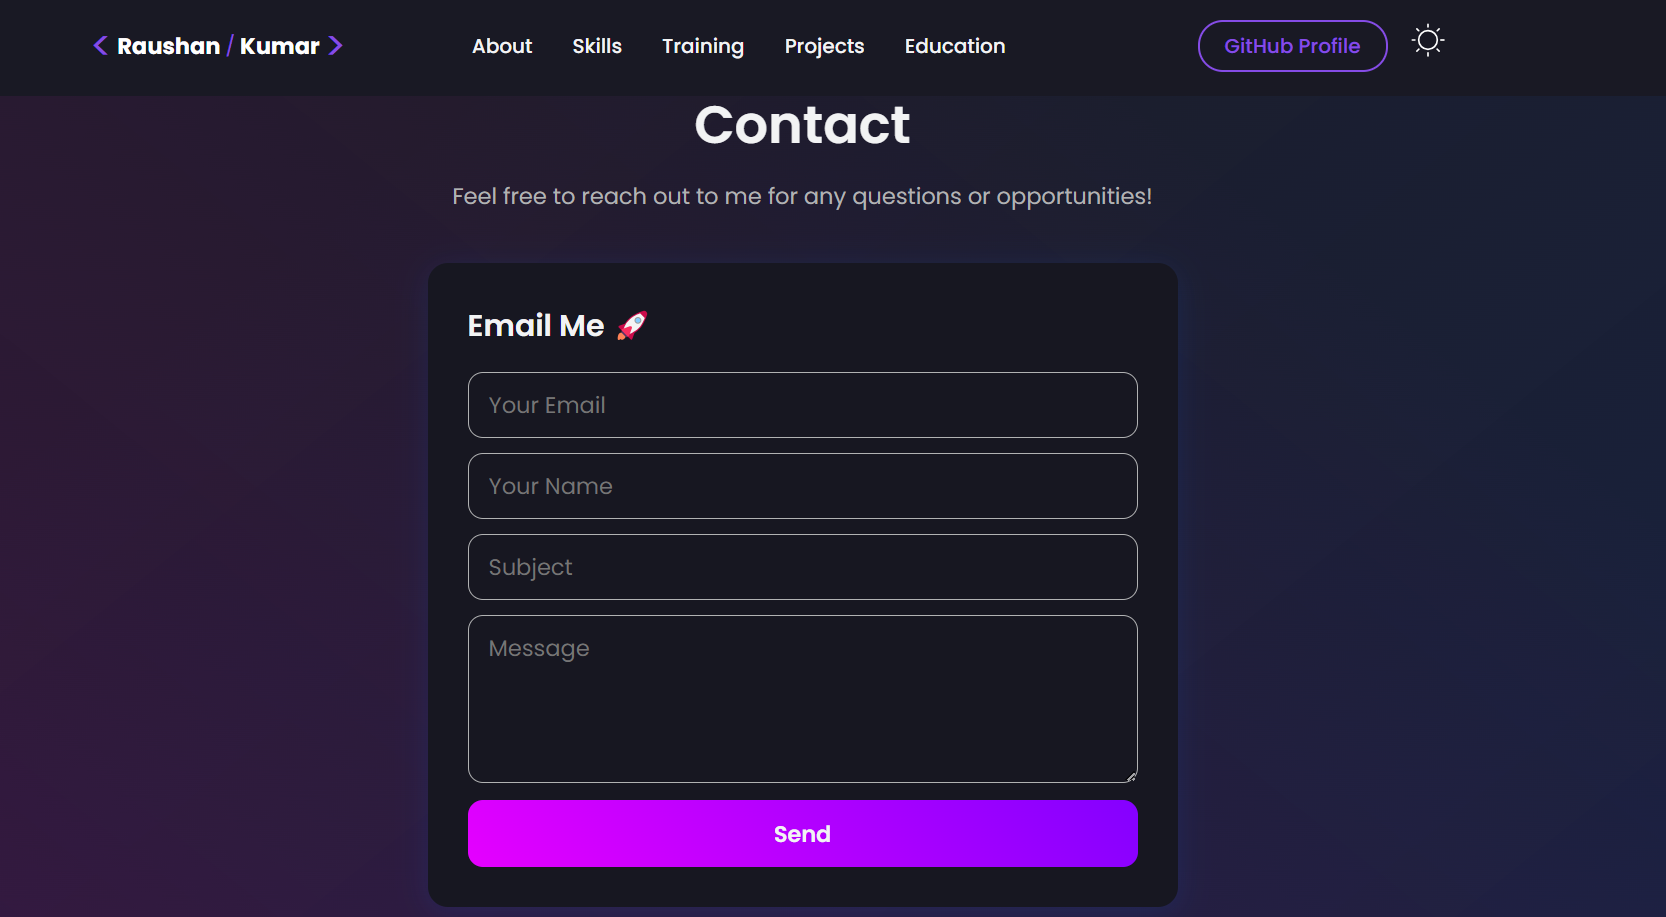 < Raushan / Kumar > About Skills Training Projects Education GitHub Profile
Contact
Feel free to reach out to me for any questions or opportunities!
Email Me 🚀
Your Email
Your Name
Subject
Message
Send